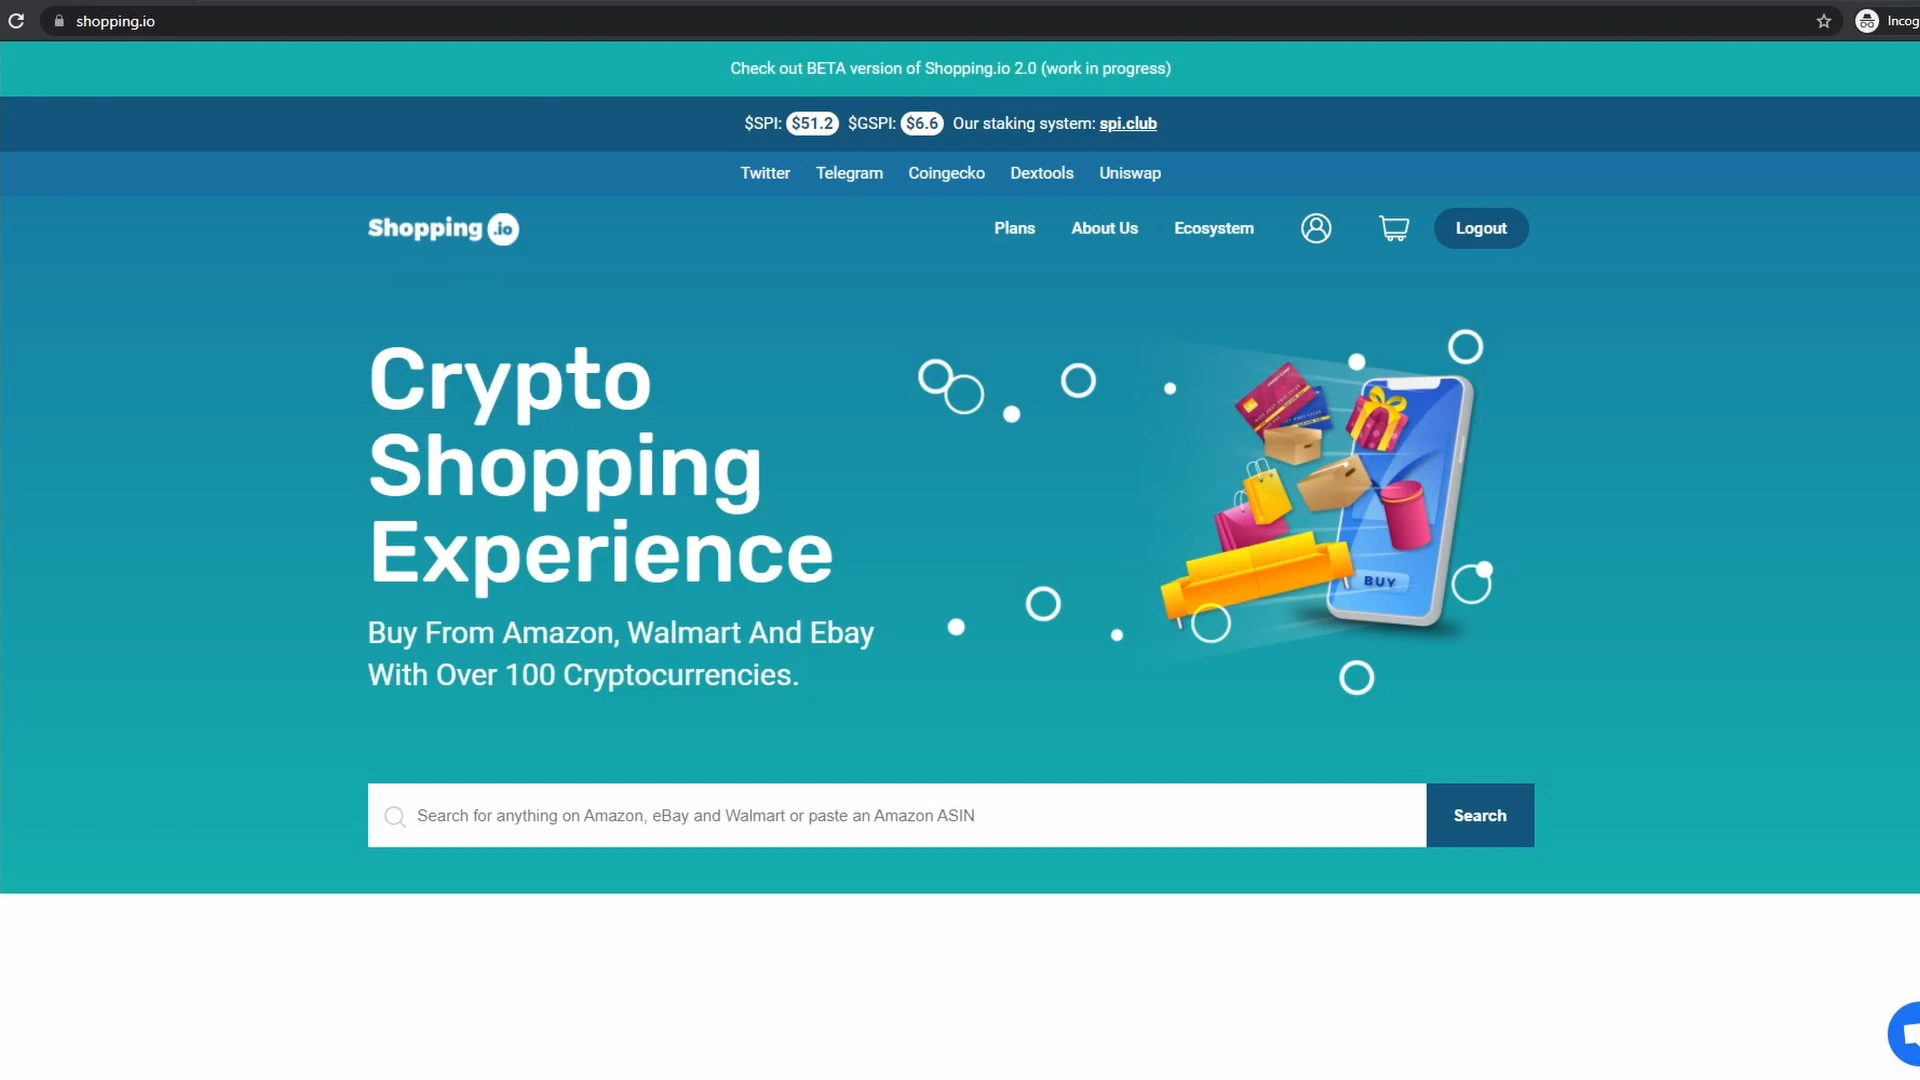 shopping.io
Incog
Check out BETA version of Shopping.io 2.0 (work in progress)
$SPI: $51.2 $GSPI: $6.6 Our staking system: spi.club
Twitter Telegram Coingecko Dextools Uniswap
Shopping .io Plans About Us Ecosystem Logout
Crypto
Shopping
Experience
Buy From Amazon, Walmart And Ebay
With Over 100 Cryptocurrencies.
BUY
Search for anything on Amazon, eBay and Walmart or paste an Amazon ASIN Search